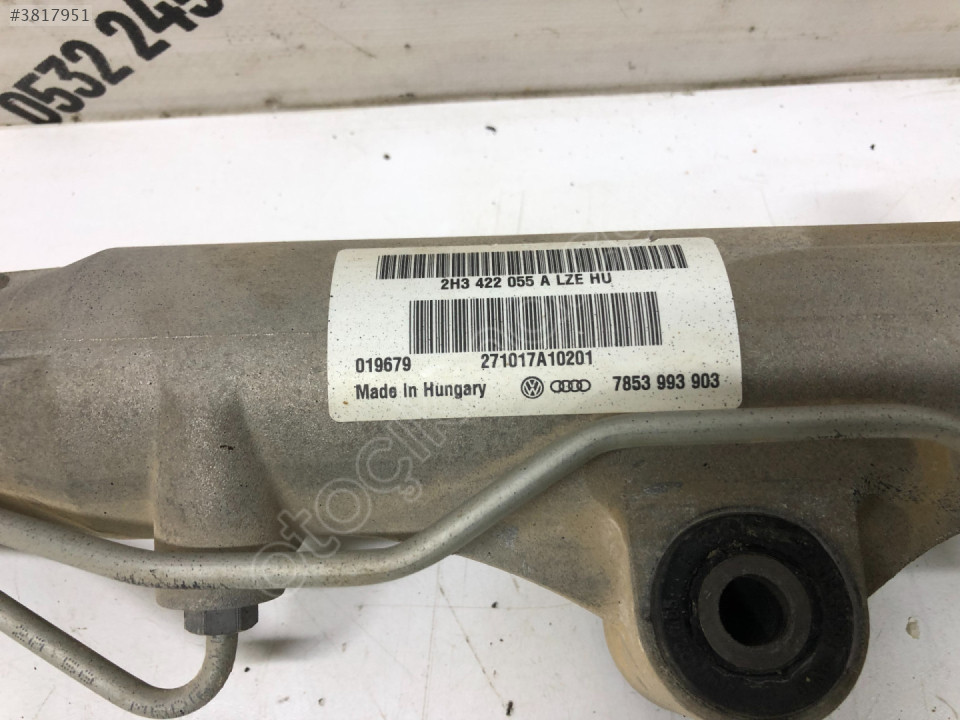 #3817951
0532 245
2H3 422 055 A LZE HU
019679 271017A10201
Made In Hungary 7853 993 903